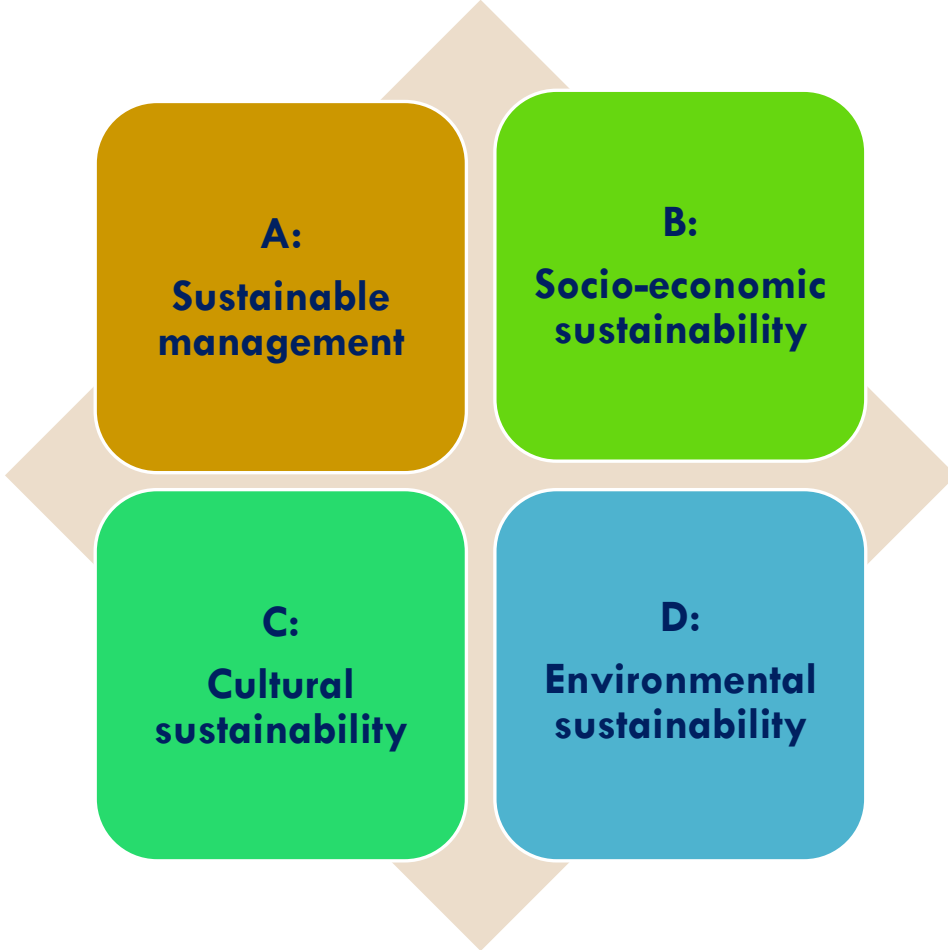 A:
Sustainable
management
B:
Socio-economic
sustainability
C:
Cultural
sustainability
D:
Environmental
sustainability